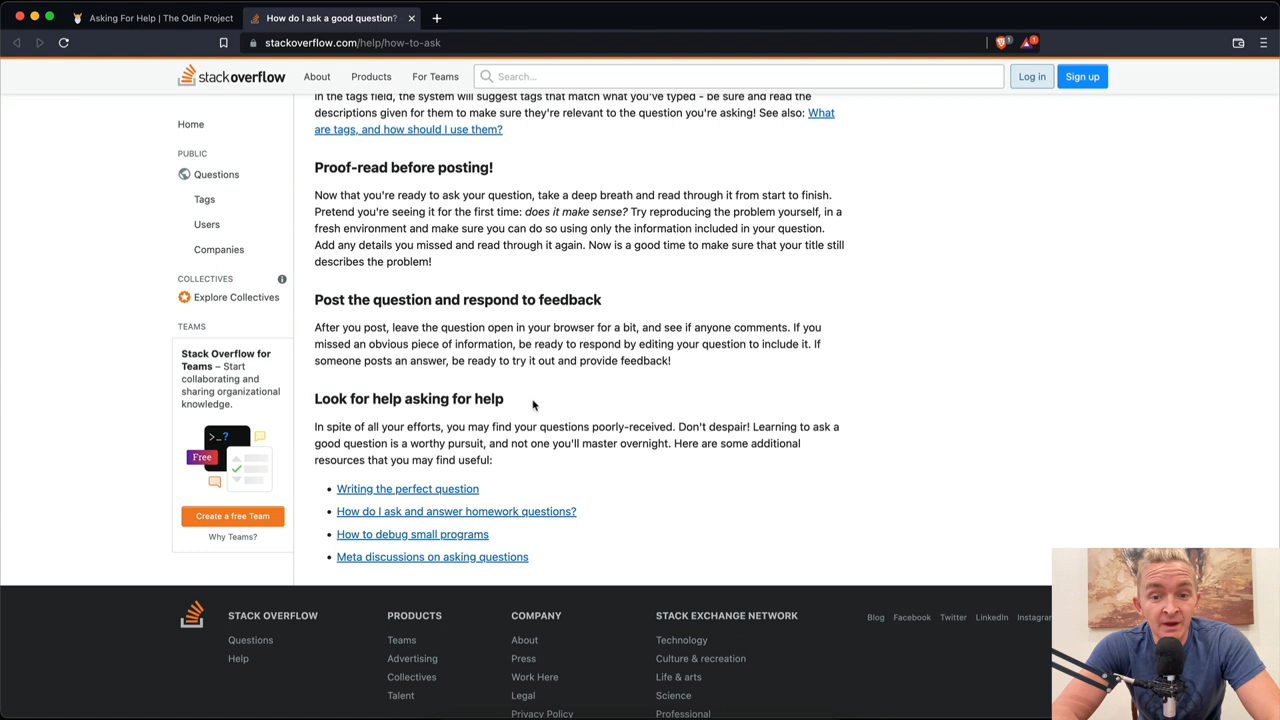 Asking For Help | The Odin Project
How do I ask a good question?
stackoverflow.com/help/how-to-ask
1
1
stackoverflow
About
Products
For Teams
Search...
Log in
Sign up
Home
PUBLIC
Questions
Tags
Users
Companies
COLLECTIVES
Explore Collectives
TEAMS
Stack Overflow for
Teams – Start
collaborating and
sharing organizational
knowledge.
>_?
Free
Create a free Team
Why Teams?
In the tags field, the system will suggest tags that match what you've typed - be sure and read the
descriptions given for them to make sure they're relevant to the question you're asking! See also: What
are tags, and how should I use them?
Proof-read before posting!
Now that you're ready to ask your question, take a deep breath and read through it from start to finish.
Pretend you're seeing it for the first time: does it make sense? Try reproducing the problem yourself, in a
fresh environment and make sure you can do so using only the information included in your question.
Add any details you missed and read through it again. Now is a good time to make sure that your title still
describes the problem!
Post the question and respond to feedback
After you post, leave the question open in your browser for a bit, and see if anyone comments. If you
missed an obvious piece of information, be ready to respond by editing your question to include it. If
someone posts an answer, be ready to try it out and provide feedback!
Look for help asking for help
In spite of all your efforts, you may find your questions poorly-received. Don't despair! Learning to ask a
good question is a worthy pursuit, and not one you'll master overnight. Here are some additional
resources that you may find useful:
• Writing the perfect question
• How do I ask and answer homework questions?
• How to debug small programs
• Meta discussions on asking questions
STACK OVERFLOW
Questions
Help
PRODUCTS
Teams
Advertising
Collectives
Talent
COMPANY
About
Press
Work Here
Legal
Privacy Policy
STACK EXCHANGE NETWORK
Technology
Culture & recreation
Life & arts
Science
Professional
Blog
Facebook
Twitter
LinkedIn
Instagram